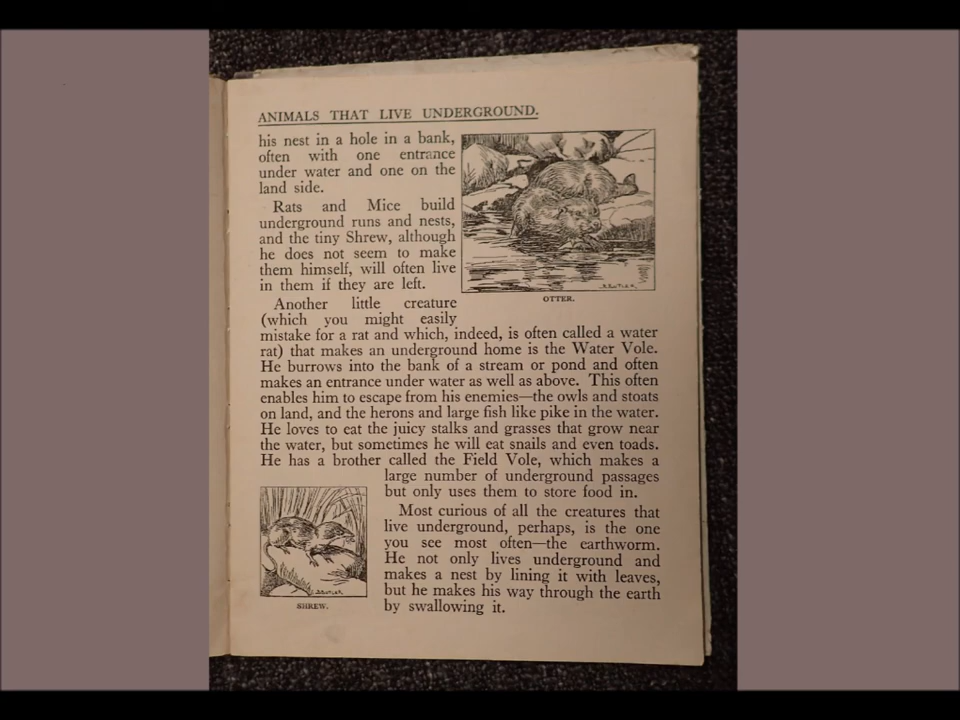 ANIMALS THAT LIVE UNDERGROUND.
his nest in a hole in a bank,
often with one entrance
under water and one on the
land side.
Rats and Mice build
underground runs and nests,
and the tiny Shrew, although
he does not seem to make
them himself, will often live
in them if they are left.
OTTER.
Another little creature
(which you might easily
mistake for a rat and which, indeed, is often called a water
rat) that makes an underground home is the Water Vole.
He burrows into the bank of a stream or pond and often
makes an entrance under water as well as above. This often
enables him to escape from his enemies—the owls and stoats
on land, and the herons and large fish like pike in the water.
He loves to eat the juicy stalks and grasses that grow near
the water, but sometimes he will eat snails and even toads.
He has a brother called the Field Vole, which makes a
large number of underground passages
but only uses them to store food in.
Most curious of all the creatures that
live underground, perhaps, is the one
you see most often—the earthworm.
He not only lives underground and
makes a nest by lining it with leaves,
but he makes his way through the earth
by swallowing it.
SHREW.